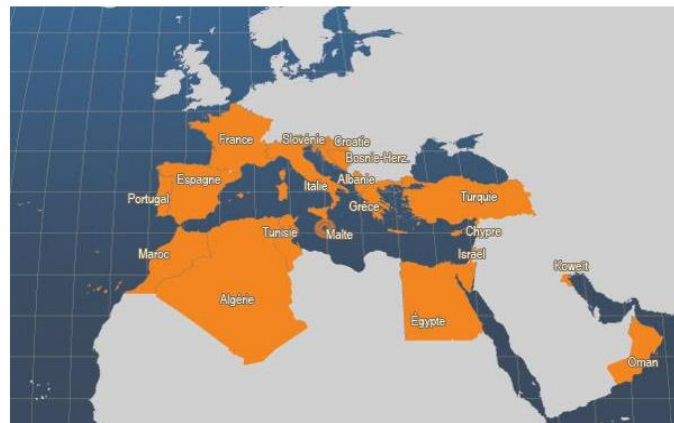 France
Slovénie
Croatie
Bosnie-Herz.
Espagne
Italie
Albanie
Portugal
Grèce
Turquie
Tunisie
Malte
Chypre
Maroc
Israël
Koweït
Algérie
Égypte
Oman